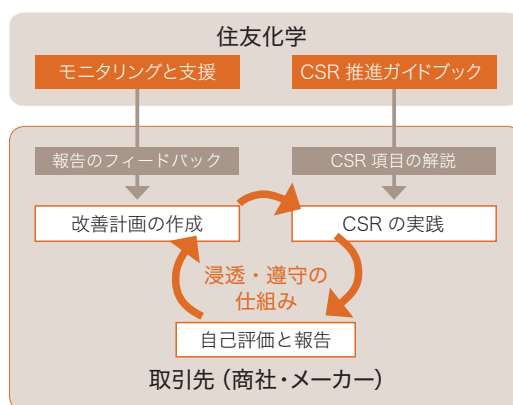 住友化学
モニタリングと支援
CSR 推進ガイドブック
報告のフィードバック
CSR 項目の解説
改善計画の作成
CSR の実践
浸透・遵守の
仕組み
自己評価と報告
取引先（商社・メーカー）